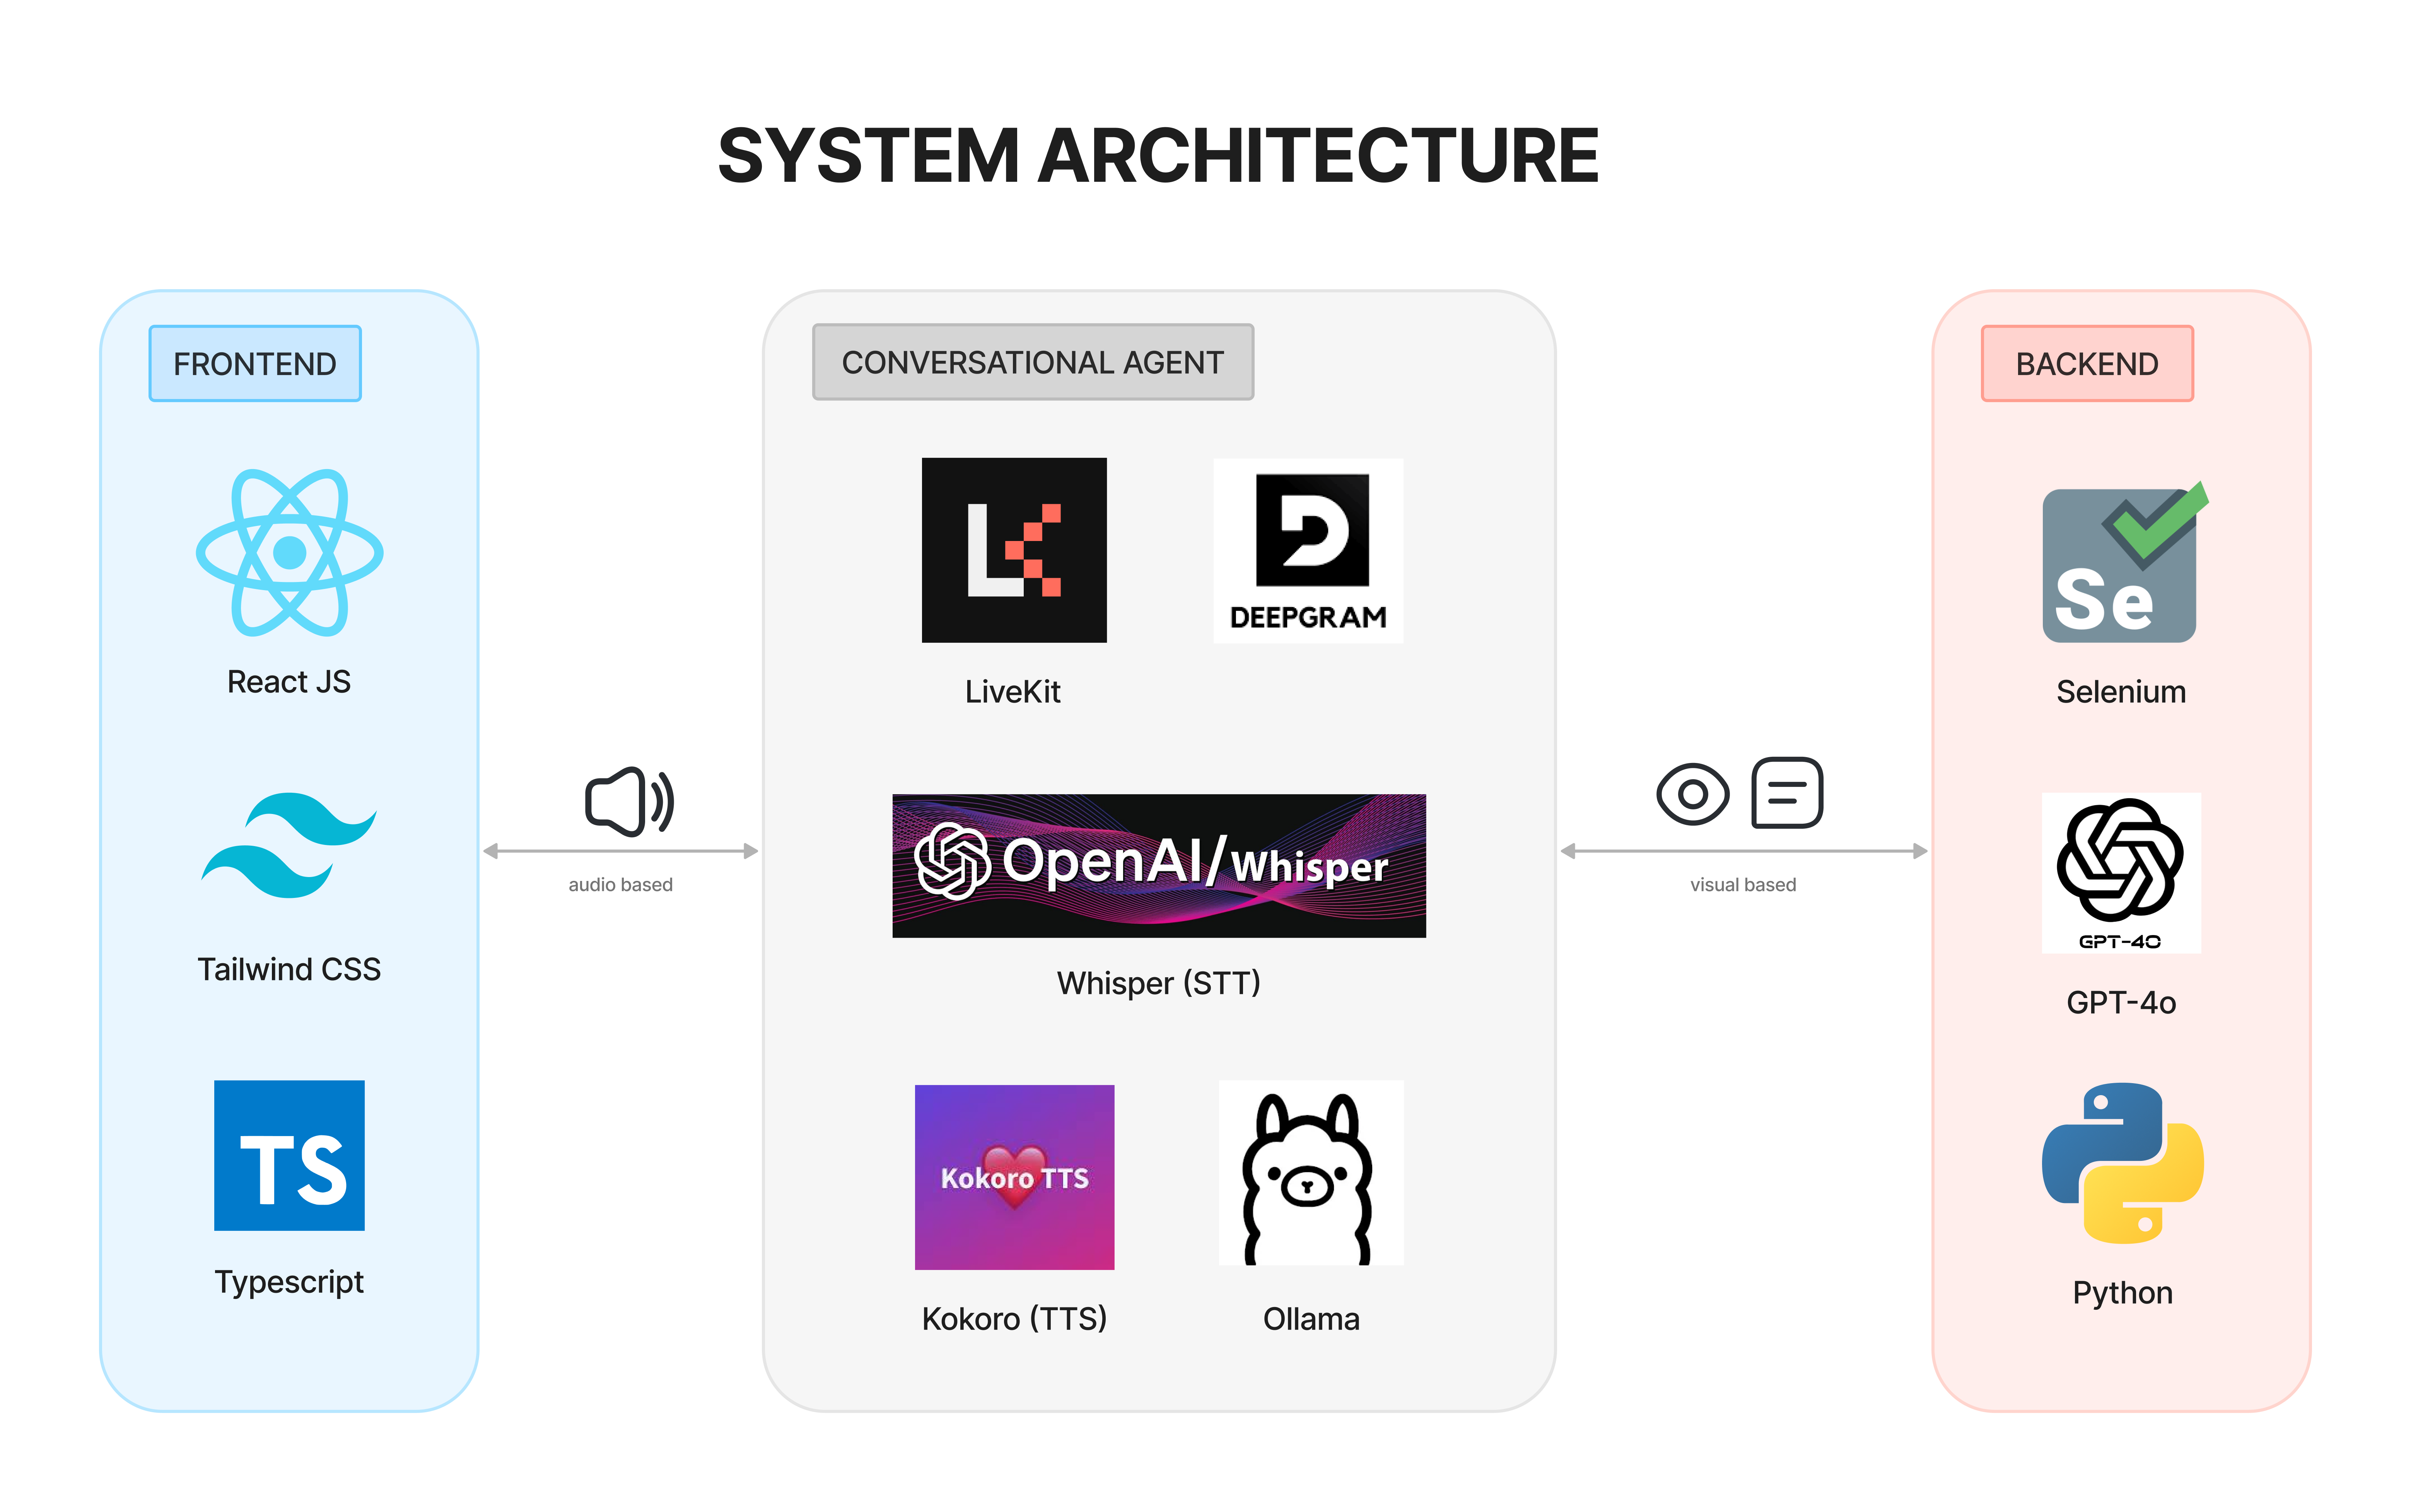 SYSTEM ARCHITECTURE
FRONTEND
React JS
Tailwind CSS
TS
Typescript
audio based
CONVERSATIONAL AGENT
LK
LiveKit
DEEPGRAM
OpenAI/Whisper
Whisper (STT)
Kokoro TTS
Kokoro (TTS)
Ollama
visual based
BACKEND
Se
Selenium
GPT-4O
GPT-4o
Python